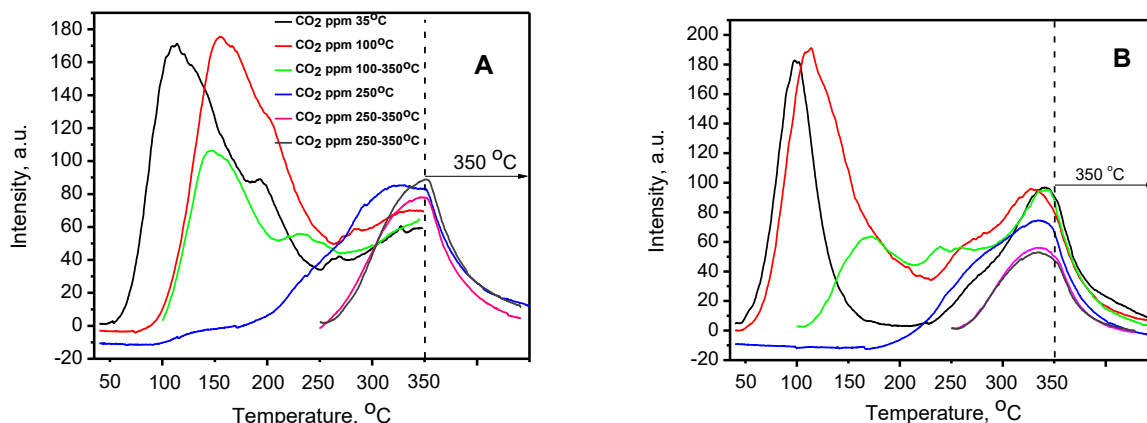 A
CO2 ppm 35oC
CO2 ppm 100oC
CO2 ppm 100-350oC
CO2 ppm 250oC
CO2 ppm 250-350oC
CO2 ppm 250-350oC
350 oC
180
160
140
120
100
80
60
40
20
0
-20
Intensity, a.u.
50 100 150 200 250 300 350
Temperature, oC
B
350 oC
200
180
160
140
120
100
80
60
40
20
0
-20
Intensity, a.u.
50 100 150 200 250 300 350
Temperature, oC